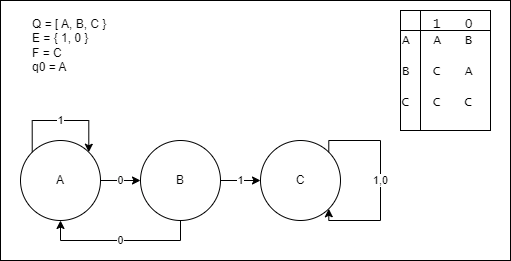 Q = [ A, B, C }
E = { 1, 0 }
F = C
q0 = A
1 0
A A B
B C A
C C C
1
A 0 B 1 C 1,0
0